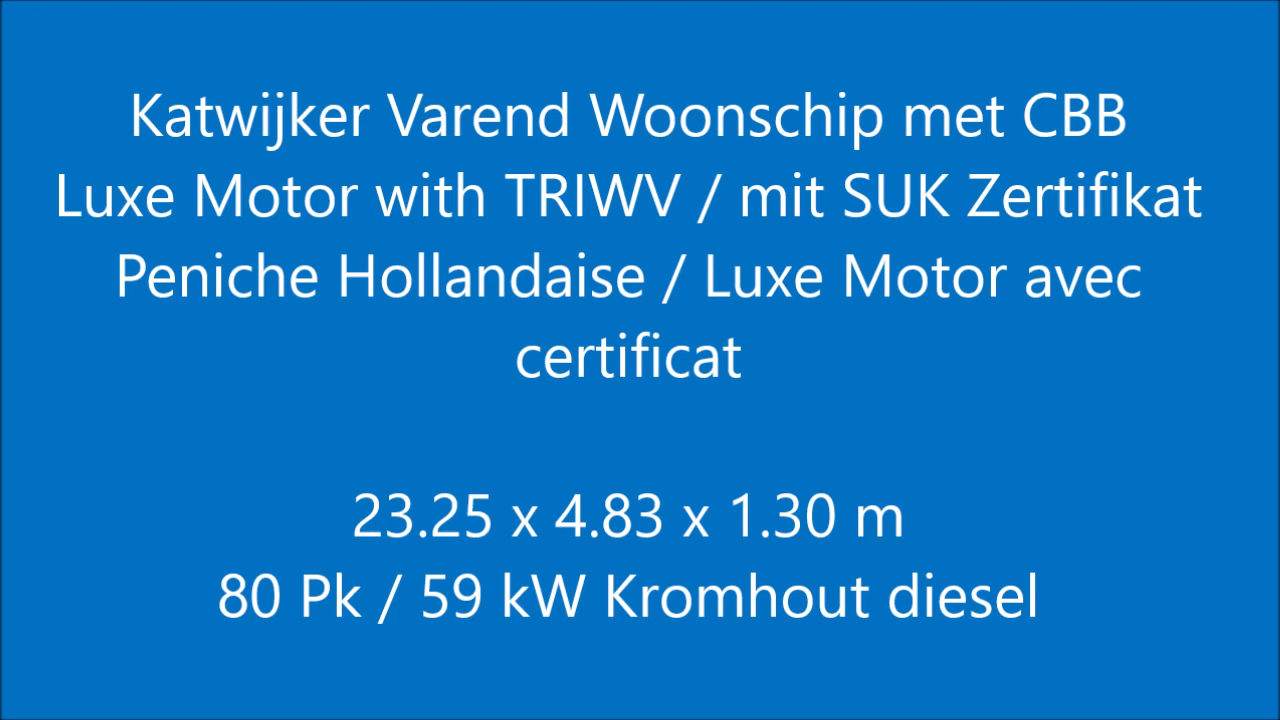 Katwijker Varend Woonschip met CBB
Luxe Motor with TRIWV / mit SUK Zertifikat
Peniche Hollandaise / Luxe Motor avec
certificat
23.25 x 4.83 x 1.30 m
80 Pk / 59 kW Kromhout diesel